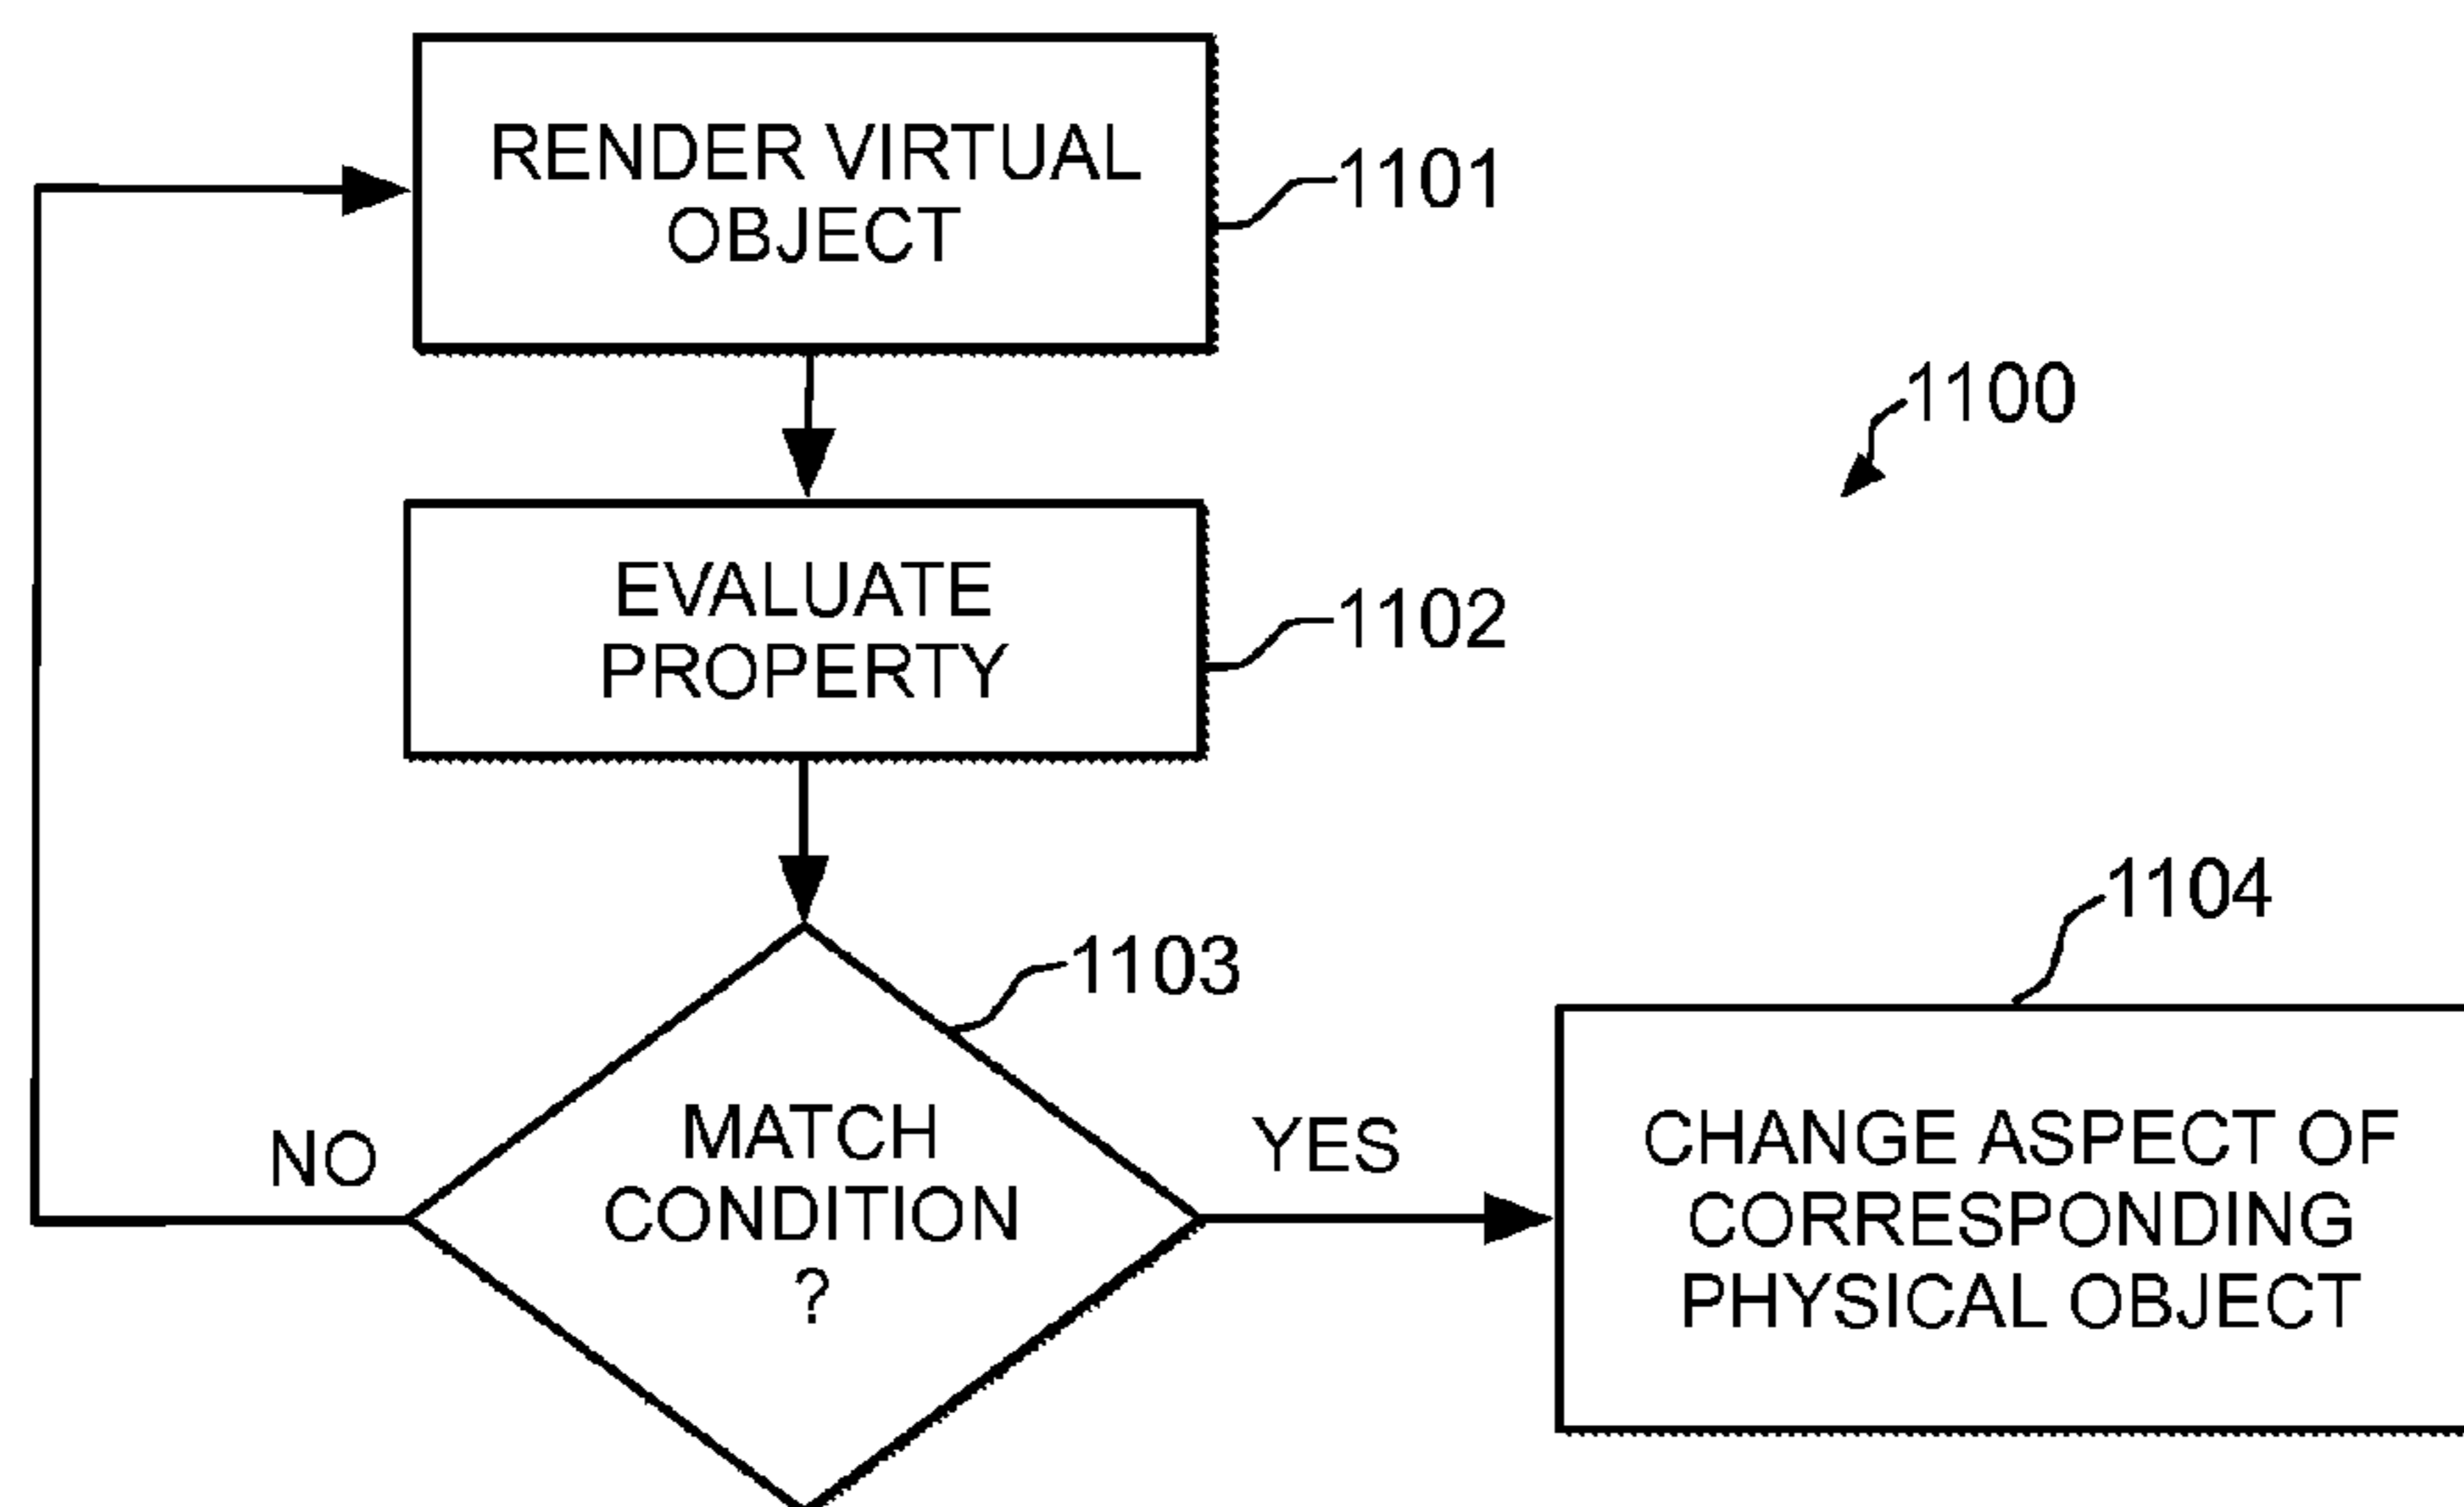 RENDER VIRTUAL
OBJECT
1101
1100
EVALUATE
PROPERTY
1102
1103
MATCH
CONDITION
?
NO
YES
1104
CHANGE ASPECT OF
CORRESPONDING
PHYSICAL OBJECT